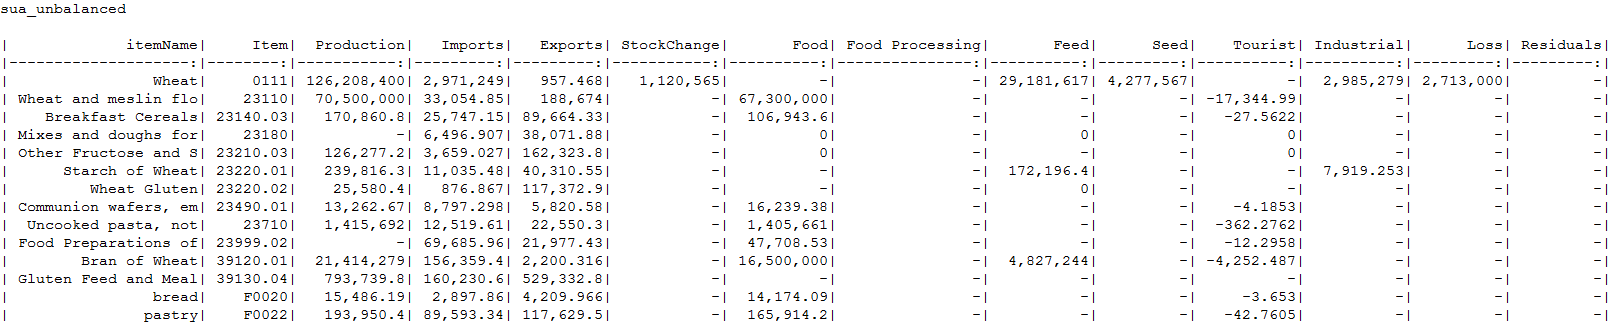 sua_unbalanced
| itemName| Item| Production| Imports| Exports| StockChange| Food| Food Processing| Feed| Seed| Tourist| Industrial| Loss| Residuals|
|-------------------:|--------:|----------:|---------:|---------:|-----------:|----------:|---------------:|----------:|---------:|----------:|----------:|---------:|---------:|
| Wheat| 0111| 126,208,400| 2,971,249| 957.468| 1,120,565| -| -| 29,181,617| 4,277,567| -| 2,985,279| 2,713,000| -|
| Wheat and meslin flo| 23110| 70,500,000| 33,054.85| 188,674| -| 67,300,000| -| -| -| -17,344.99| -| -| -|
| Breakfast Cereals| 23140.03| 170,860.8| 25,747.15| 89,664.33| -| 106,943.6| -| -| -| -27.5622| -| -| -|
| Mixes and doughs for| 23180| -| 6,496.907| 38,071.88| -| 0| -| 0| -| 0| -| -| -|
| Other Fructose and S| 23210.03| 126,277.2| 3,659.027| 162,323.8| -| 0| -| -| -| 0| -| -| -|
| Starch of Wheat| 23220.01| 239,816.3| 11,035.48| 40,310.55| -| -| -| 172,196.4| -| -| 7,919.253| -| -|
| Wheat Gluten| 23220.02| 25,580.4| 876.867| 117,372.9| -| -| -| 0| -| -| -| -| -|
| Communion wafers, em| 23490.01| 13,262.67| 8,797.298| 5,820.58| -| 16,239.38| -| -| -| -4.1853| -| -| -|
| Uncooked pasta, not| 23710| 1,415,692| 12,519.61| 22,550.3| -| 1,405,661| -| -| -| -362.2762| -| -| -|
| Food Preparations of| 23999.02| -| 69,685.96| 21,977.43| -| 47,708.53| -| -| -| -12.2958| -| -| -|
| Bran of Wheat| 39120.01| 21,414,279| 156,359.4| 2,200.316| -| 16,500,000| -| 4,827,244| -| -4,252.487| -| -| -|
| Gluten Feed and Meal| 39130.04| 793,739.8| 160,230.6| 529,332.8| -| -| -| -| -| -| -| -| -|
| bread| F0020| 15,486.19| 2,897.86| 4,209.966| -| 14,174.09| -| -| -| -3.653| -| -| -|
| pastry| F0022| 193,950.4| 89,593.34| 117,629.5| -| 165,914.2| -| -| -| -42.7605| -| -| -|